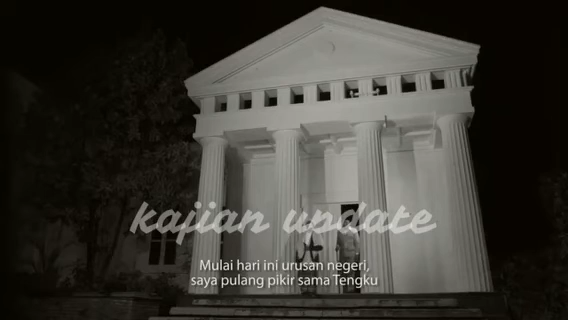 kajian update
Mulai hari ini urusan negeri,
saya pulang pikir sama Tengku